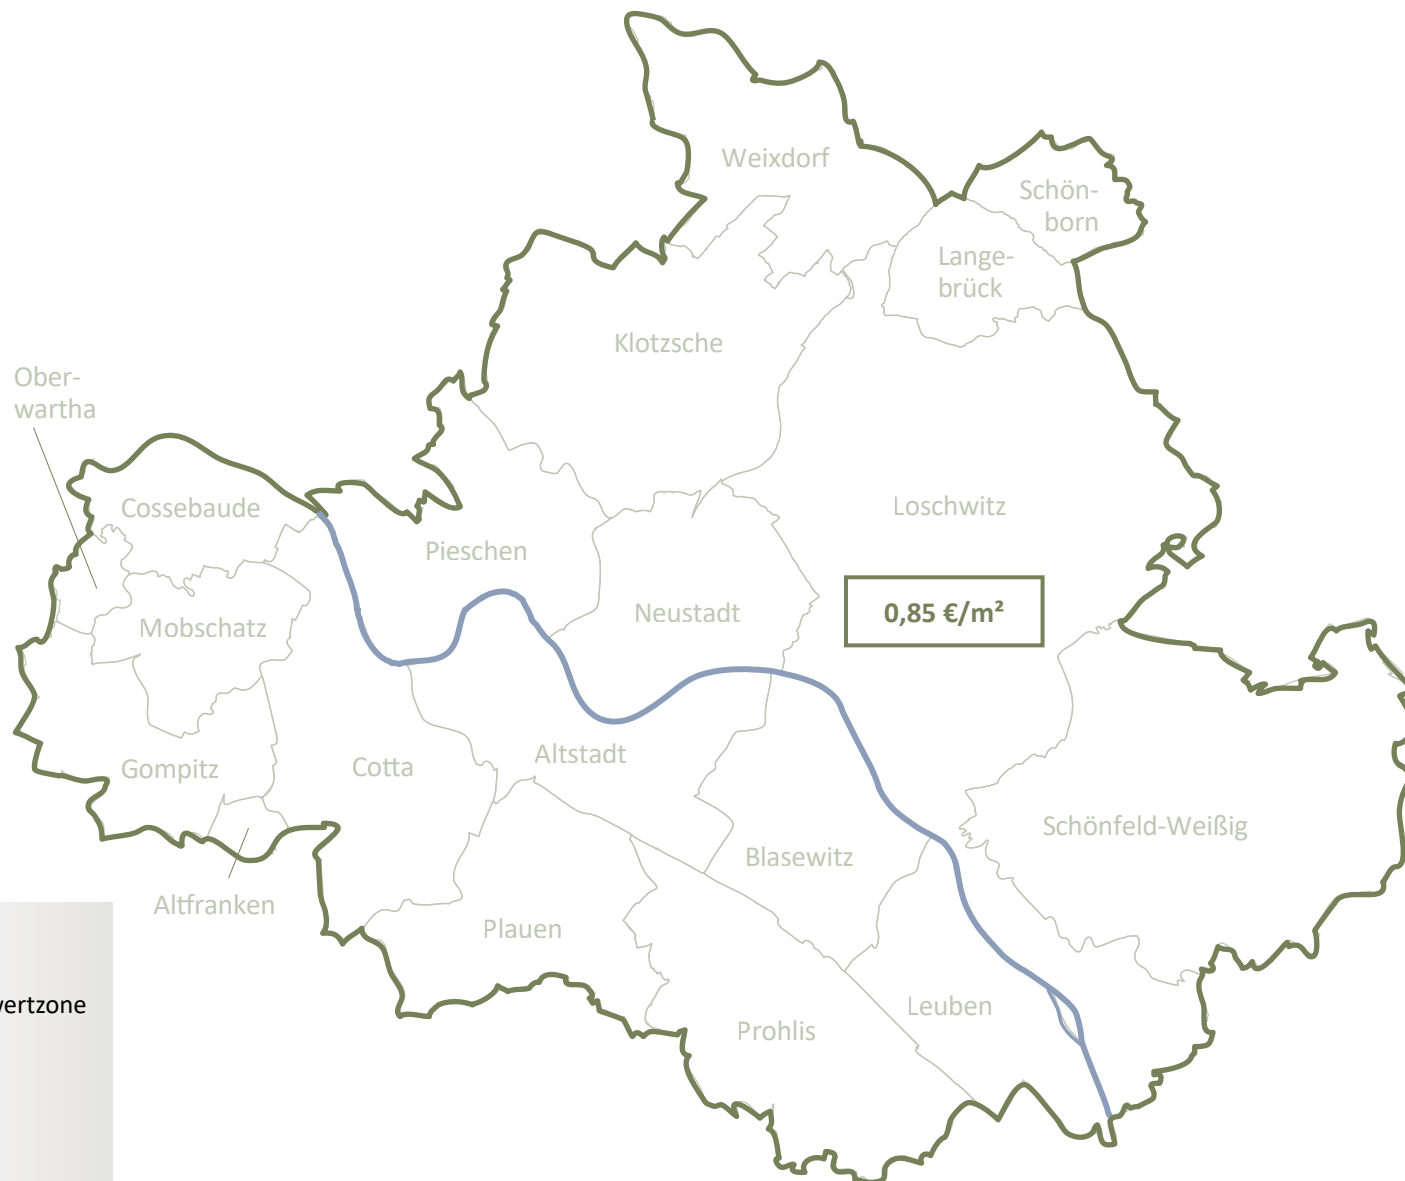 Weixdorf
Schön-
born
Lange-
brück
Klotzsche
Ober-
wartha
Cossebaude
Loschwitz
Pieschen
Neustadt
0,85 €/m²
Mobschatz
Altstadt
Cotta
Gompitz
Schönfeld-Weißig
Blasewitz
Altfranken
Plauen
Leuben
Prohlis
wertzone